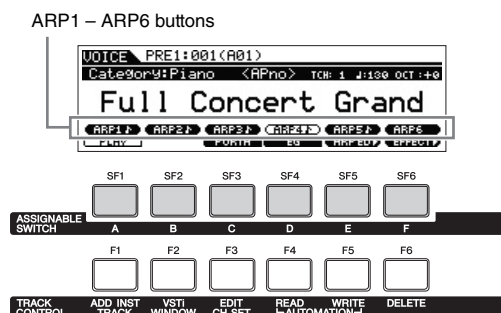 ARP1 – ARP6 buttons
VOICE PRE1:001(A01)
Category:Piano <APno> TCH: 1 ♩:130 OCT:+0
Full Concert Grand
ARP1♪ ARP2♪ ARP3♪ ARP4♪ ARP5♪ ARP6
PLAY PORTA EG ARP ED▶ EFFECT▶
SF1 SF2 SF3 SF4 SF5 SF6
ASSIGNABLE
SWITCH A B C D E F
F1 F2 F3 F4 F5 F6
TRACK ADD INST VSTi EDIT READ WRITE DELETE
CONTROL TRACK WINDOW CH SET AUTOMATION